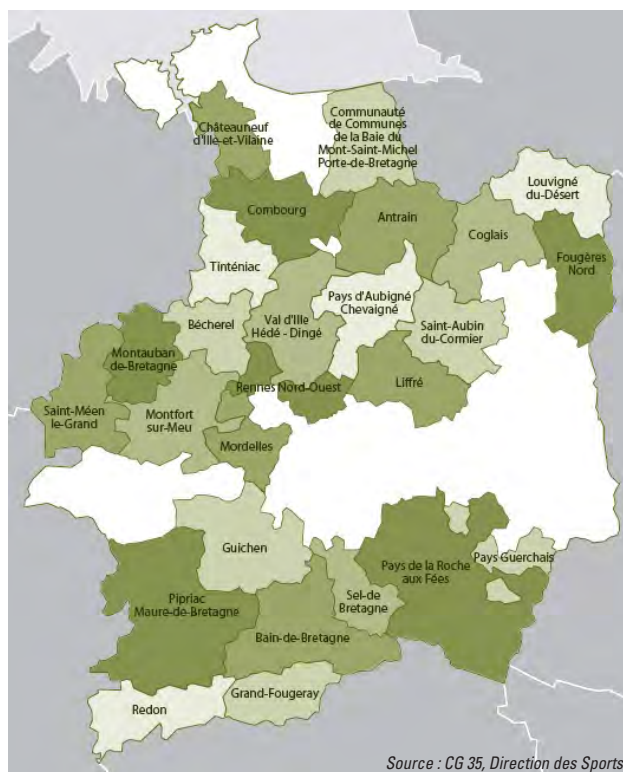 Châteauneuf
d'Ille-et-Vilaine
Communauté
de Communes
de la Baie du
Mont-Saint-Michel
Porte-de-Bretagne
Louvigné
du-Désert
Combourg
Antrain
Coglais
Fougères
Nord
Tinténiac
Pays d'Aubigné
Chevaigné
Bécherel
Val d'Ille
Hédé - Dingé
Saint-Aubin
du-Cormier
Montauban
de-Bretagne
Rennes Nord-Ouest
Liffré
Saint-Méen
le-Grand
Montfort
sur-Meu
Mordelles
Guichen
Pays de la Roche
aux Fées
Pays Guerchais
Pipriac
Maure-de-Bretagne
Sel-de
Bretagne
Bain-de-Bretagne
Redon
Grand-Fougeray
Source : CG 35, Direction des Sports